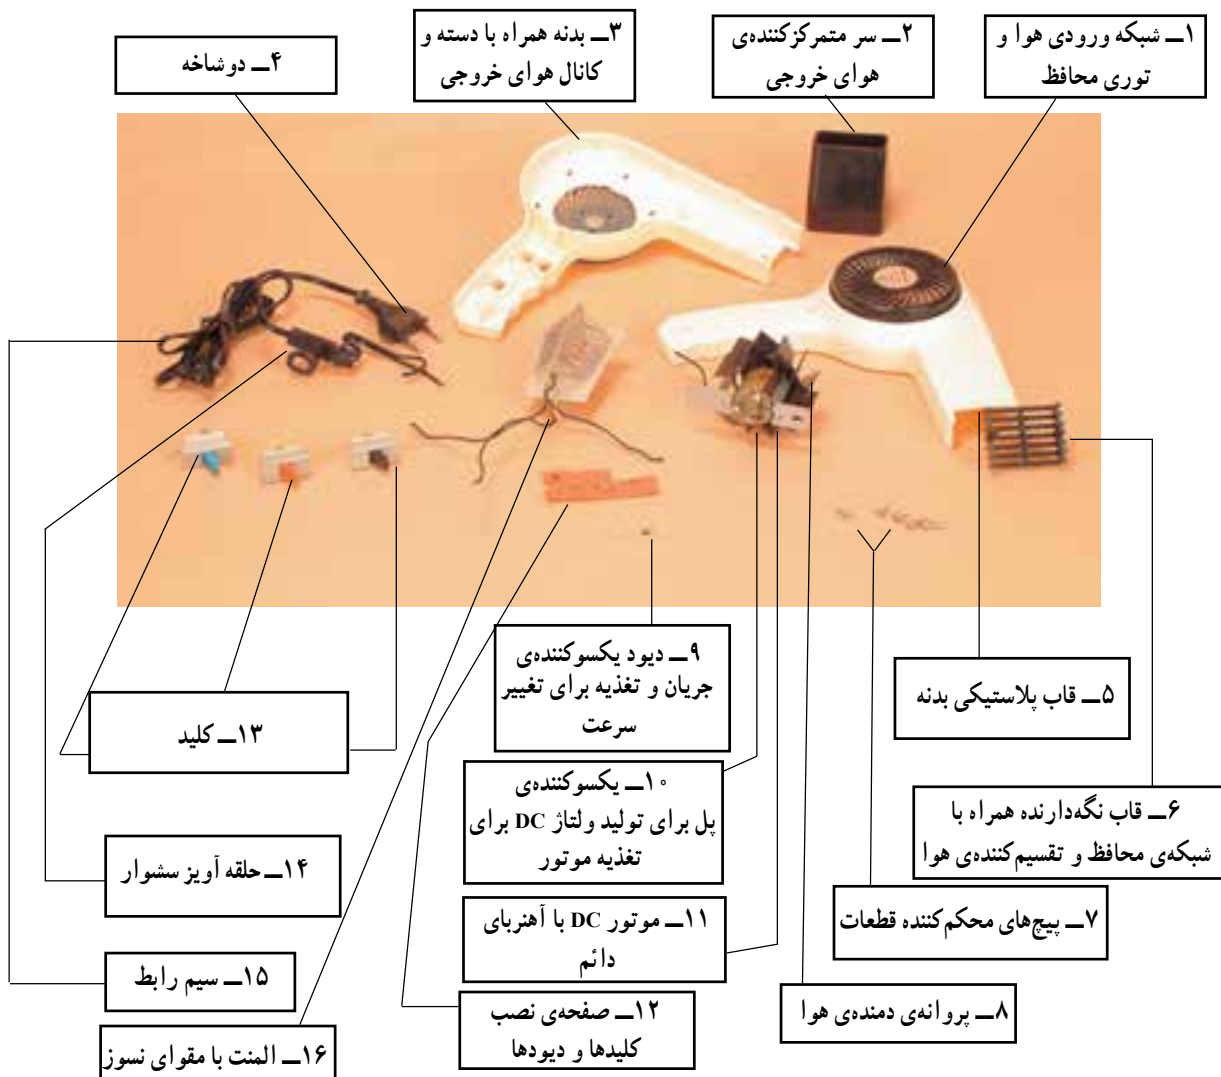 ۱ــ شبکه ورودی هوا و
توری محافظ
۲ــ سر متمرکزکننده‌ی
هوای خروجی
۳ــ بدنه همراه با دسته و
کانال هوای خروجی
۴ــ دوشاخه
۵ــ قاب پلاستیکی بدنه
۶ــ قاب نگه‌دارنده همراه با
شبکه‌ی محافظ و تقسیم‌کننده‌ی هوا
۷ــ پیچ‌های محکم‌کننده قطعات
۸ــ پروانه‌ی دمنده‌ی هوا
۹ــ دیود یکسوکننده‌ی
جریان و تغذیه برای تغییر
سرعت
۱۰ــ یکسوکننده‌ی
پل برای تولید ولتاژ DC برای
تغذیه موتور
۱۱ــ موتور DC با آهنربای
دائم
۱۲ــ صفحه‌ی نصب
کلیدها و دیودها
۱۳ــ کلید
۱۴ــ حلقه آویز سشوار
۱۵ــ سیم رابط
۱۶ــ المنت با مقوای نسوز